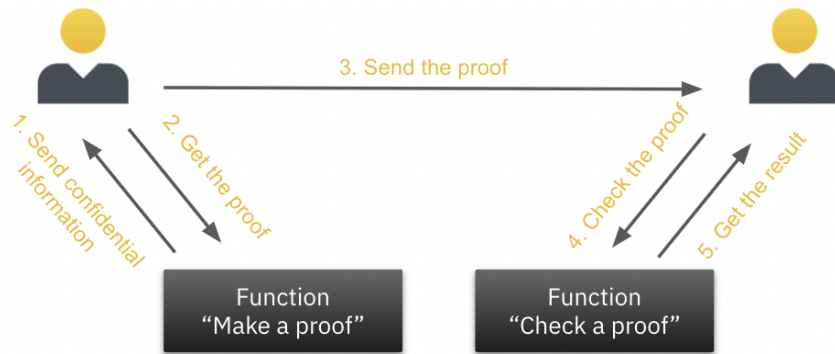 3. Send the proof
1. Send confidential
information
2. Get the proof
4. Check the proof
5. Get the result
Function
“Make a proof”
Function
“Check a proof”